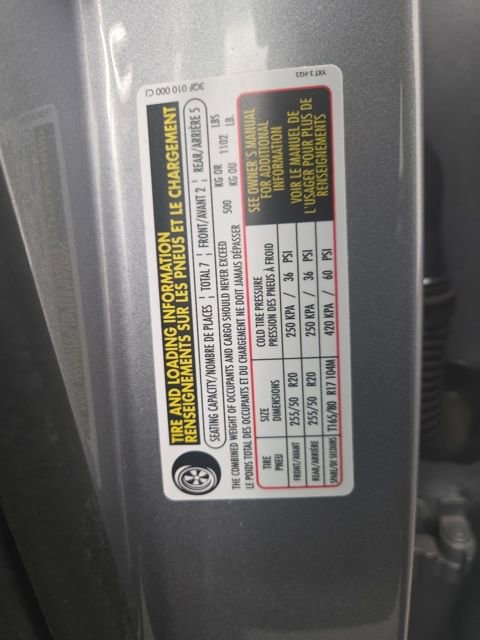 3QF 010 000 CJ
YXT 1-H21
TIRE AND LOADING INFORMATION
RENSEIGNEMENTS SUR LES PNEUS ET LE CHARGEMENT
SEATING CAPACITY/NOMBRE DE PLACES TOTAL 7 FRONT/AVANT 2 REAR/ARRIÈRE 5
THE COMBINED WEIGHT OF OCCUPANTS AND CARGO SHOULD NEVER EXCEED 500 KG OR 1102 LBS
LE POIDS TOTAL DES OCCUPANTS ET DU CHARGEMENT NE DOIT JAMAIS DÉPASSER KG OU LB.
TIRE SIZE COLD TIRE PRESSURE
PNEU DIMENSIONS PRESSION DES PNEUS À FROID
FRONT/AVANT 255/50 R20 250 KPA / 36 PSI
REAR/ARRIÈRE 255/50 R20 250 KPA / 36 PSI
SPARE/DE SECOURS T165/80 R17 104M 420 KPA / 60 PSI
SEE OWNER'S MANUAL
FOR ADDITIONAL
INFORMATION
VOIR LE MANUEL DE
L'USAGER POUR PLUS DE
RENSEIGNEMENTS